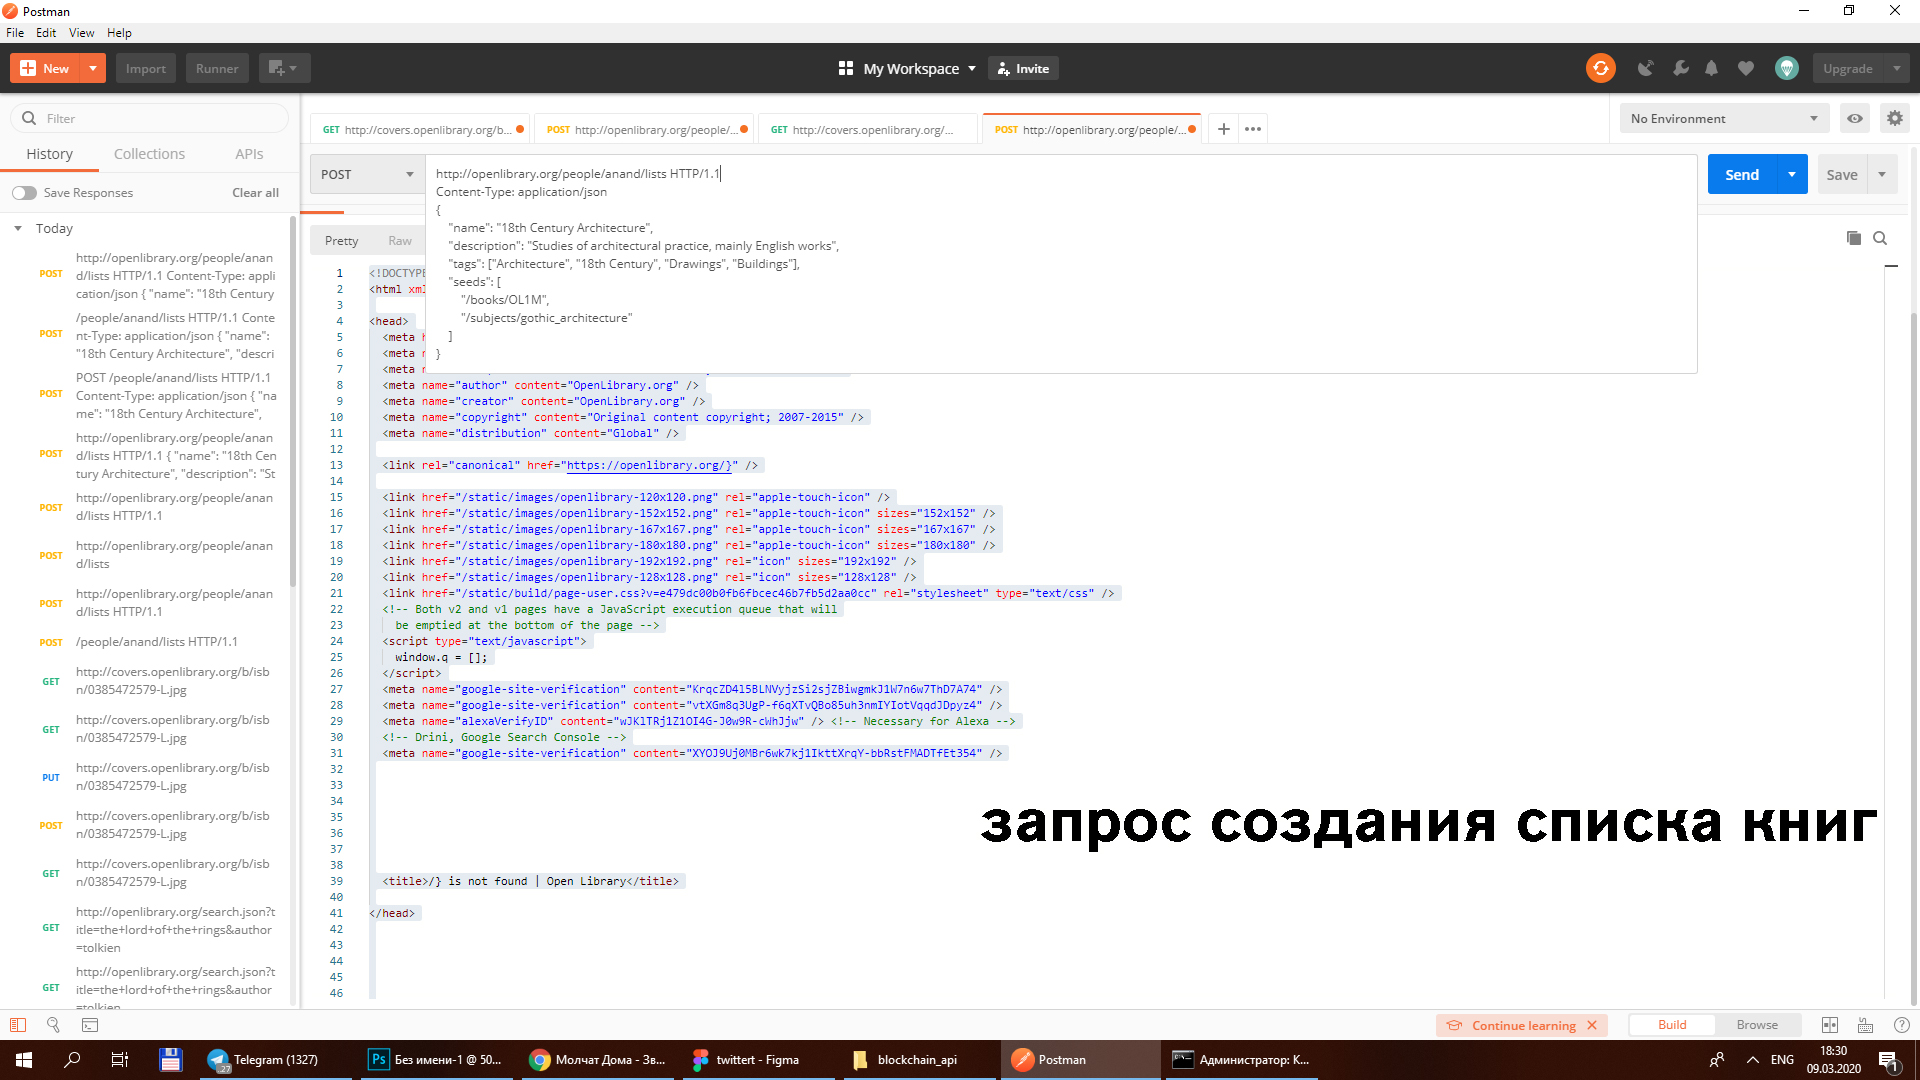 Postman
File Edit View Help
New Import Runner My Workspace Invite Upgrade
Filter
History Collections APIs
Save Responses Clear all
Today
POST http://openlibrary.org/people/anan
d/lists HTTP/1.1 Content-Type: appli
cation/json { "name": "18th Century
POST /people/anand/lists HTTP/1.1 Conte
nt-Type: application/json { "name":
"18th Century Architecture", "descri
POST POST /people/anand/lists HTTP/1.1
Content-Type: application/json { "na
me": "18th Century Architecture",
POST http://openlibrary.org/people/anan
d/lists HTTP/1.1 { "name": "18th Cen
tury Architecture", "description": "St
POST http://openlibrary.org/people/anan
d/lists HTTP/1.1
POST http://openlibrary.org/people/anan
d/lists
POST http://openlibrary.org/people/anan
d/lists HTTP/1.1
POST /people/anand/lists HTTP/1.1
GET http://covers.openlibrary.org/b/isb
n/0385472579-L.jpg
GET http://covers.openlibrary.org/b/isb
n/0385472579-L.jpg
PUT http://covers.openlibrary.org/b/isb
n/0385472579-L.jpg
POST http://covers.openlibrary.org/b/isb
n/0385472579-L.jpg
GET http://covers.openlibrary.org/b/isb
n/0385472579-L.jpg
GET http://openlibrary.org/search.json?t
itle=the+lord+of+the+rings&author
=tolkien
GET http://openlibrary.org/search.json?t
itle=the+lord+of+the+rings&author
=tolkien
GET http://covers.openlibrary.org/b... POST http://openlibrary.org/people/... GET http://covers.openlibrary.org/... POST http://openlibrary.org/people/... + •••
No Environment
POST
http://openlibrary.org/people/anand/lists HTTP/1.1
Content-Type: application/json
{
"name": "18th Century Architecture",
"description": "Studies of architectural practice, mainly English works",
"tags": ["Architecture", "18th Century", "Drawings", "Buildings"],
"seeds": [
"/books/OL1M",
"/subjects/gothic_architecture"
]
}
Send Save
Pretty Raw
1 <!DOCTYPE
2 <html xml
3
4 <head>
5 <meta h
6 <meta n
7 <meta n
8 <meta name="author" content="OpenLibrary.org" />
9 <meta name="creator" content="OpenLibrary.org" />
10 <meta name="copyright" content="Original content copyright; 2007-2015" />
11 <meta name="distribution" content="Global" />
12
13 <link rel="canonical" href="https://openlibrary.org/}" />
14
15 <link href="/static/images/openlibrary-120x120.png" rel="apple-touch-icon" />
16 <link href="/static/images/openlibrary-152x152.png" rel="apple-touch-icon" sizes="152x152" />
17 <link href="/static/images/openlibrary-167x167.png" rel="apple-touch-icon" sizes="167x167" />
18 <link href="/static/images/openlibrary-180x180.png" rel="apple-touch-icon" sizes="180x180" />
19 <link href="/static/images/openlibrary-192x192.png" rel="icon" sizes="192x192" />
20 <link href="/static/images/openlibrary-128x128.png" rel="icon" sizes="128x128" />
21 <link href="/static/build/page-user.css?v=e479dc00b0fb6fbcec46b7fb5d2aa0cc" rel="stylesheet" type="text/css" />
22 <!-- Both v2 and v1 pages have a JavaScript execution queue that will
23 be emptied at the bottom of the page -->
24 <script type="text/javascript">
25 window.q = [];
26 </script>
27 <meta name="google-site-verification" content="KrqcZD4l5BLNVyjzSi2sjZBiwgmkJ1W7n6w7ThD7A74" />
28 <meta name="google-site-verification" content="vtXGm8q3UgP-f6qXTvQBo85uh3nmIYIotVqqdJDpyz4" />
29 <meta name="alexaVerifyID" content="wJKlTRj1Z1OI4G-J0w9R-cWhJjw" /> <!-- Necessary for Alexa -->
30 <!-- Drini, Google Search Console -->
31 <meta name="google-site-verification" content="XYOJ9Uj0MBr6wk7kj1IkttXrqY-bbRstFMADTfEt354" />
32
33
34
35
36
37
38
39 <title>/} is not found | Open Library</title>
40
41 </head>
42
43
44
45
46
запрос создания списка книг
Continue learning Build Browse
27 Telegram (1327) Ps Без имени-1 @ 50... Молчат Дома - Зв... twittert - Figma blockchain_api Postman Администратор: К... ENG 18:30
09.03.2020 1